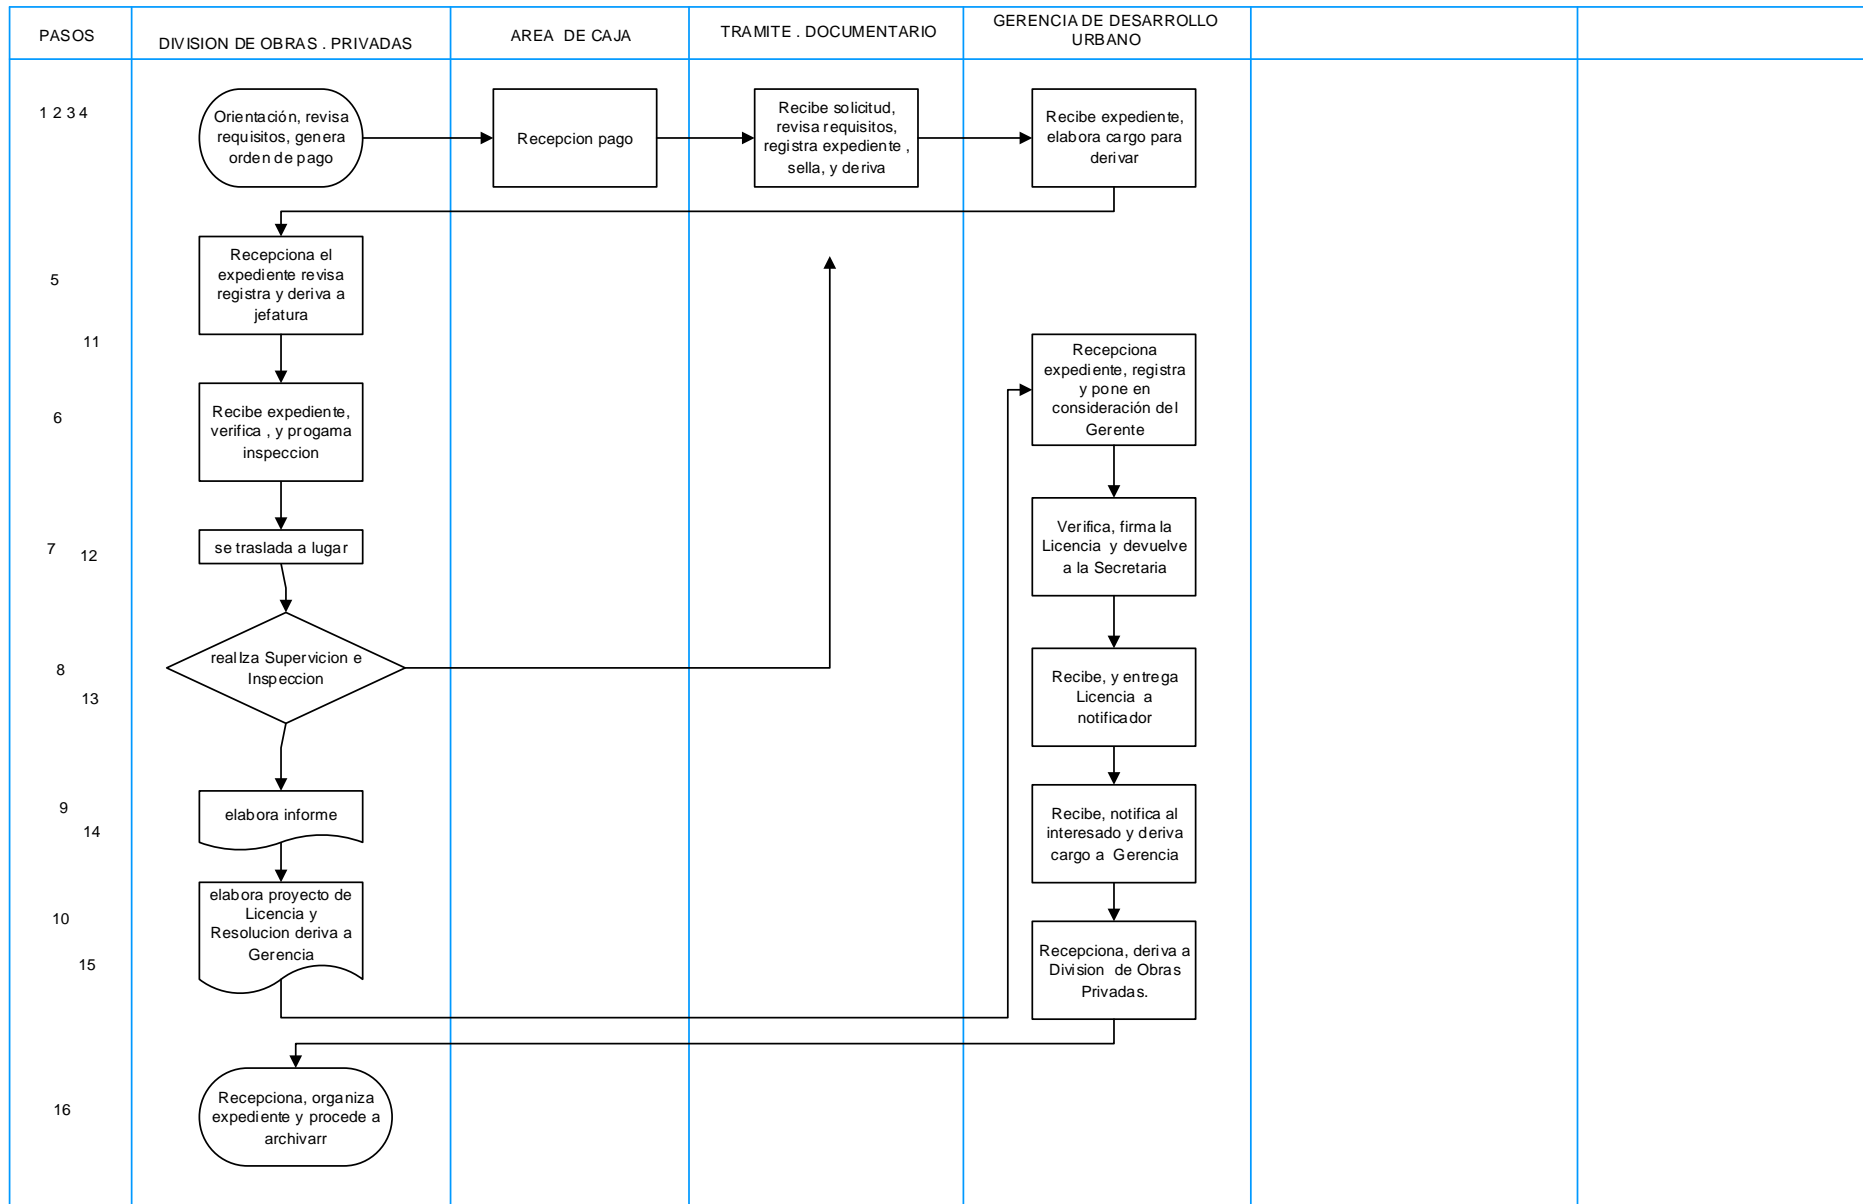 PASOS
DIVISION DE OBRAS . PRIVADAS
AREA DE CAJA
TRAMITE . DOCUMENTARIO
GERENCIA DE DESARROLLO
URBANO
1 2 3 4
Orientación, revisa
requisitos, genera
orden de pago
Recepcion pago
Recibe solicitud,
revisa requisitos,
registra expediente ,
sella, y deriva
Recibe expediente,
elabora cargo para
derivar
5
Recepciona el
expediente revisa
registra y deriva a
jefatura
11
Recepciona
expediente, registra
y pone en
consideración del
Gerente
6
Recibe expediente,
verifica , y progama
inspeccion
7
12
se traslada a lugar
Verifica, firma la
Licencia y devuelve
a la Secretaria
8
13
realIza Supervicion e
Inspeccion
Recibe, y entrega
Licencia a
notificador
9
14
elabora informe
Recibe, notifica al
interesado y deriva
cargo a Gerencia
10
15
elabora proyecto de
Licencia y
Resolucion deriva a
Gerencia
Recepciona, deriva a
Division de Obras
Privadas.
16
Recepciona, organiza
expediente y procede a
archivarr